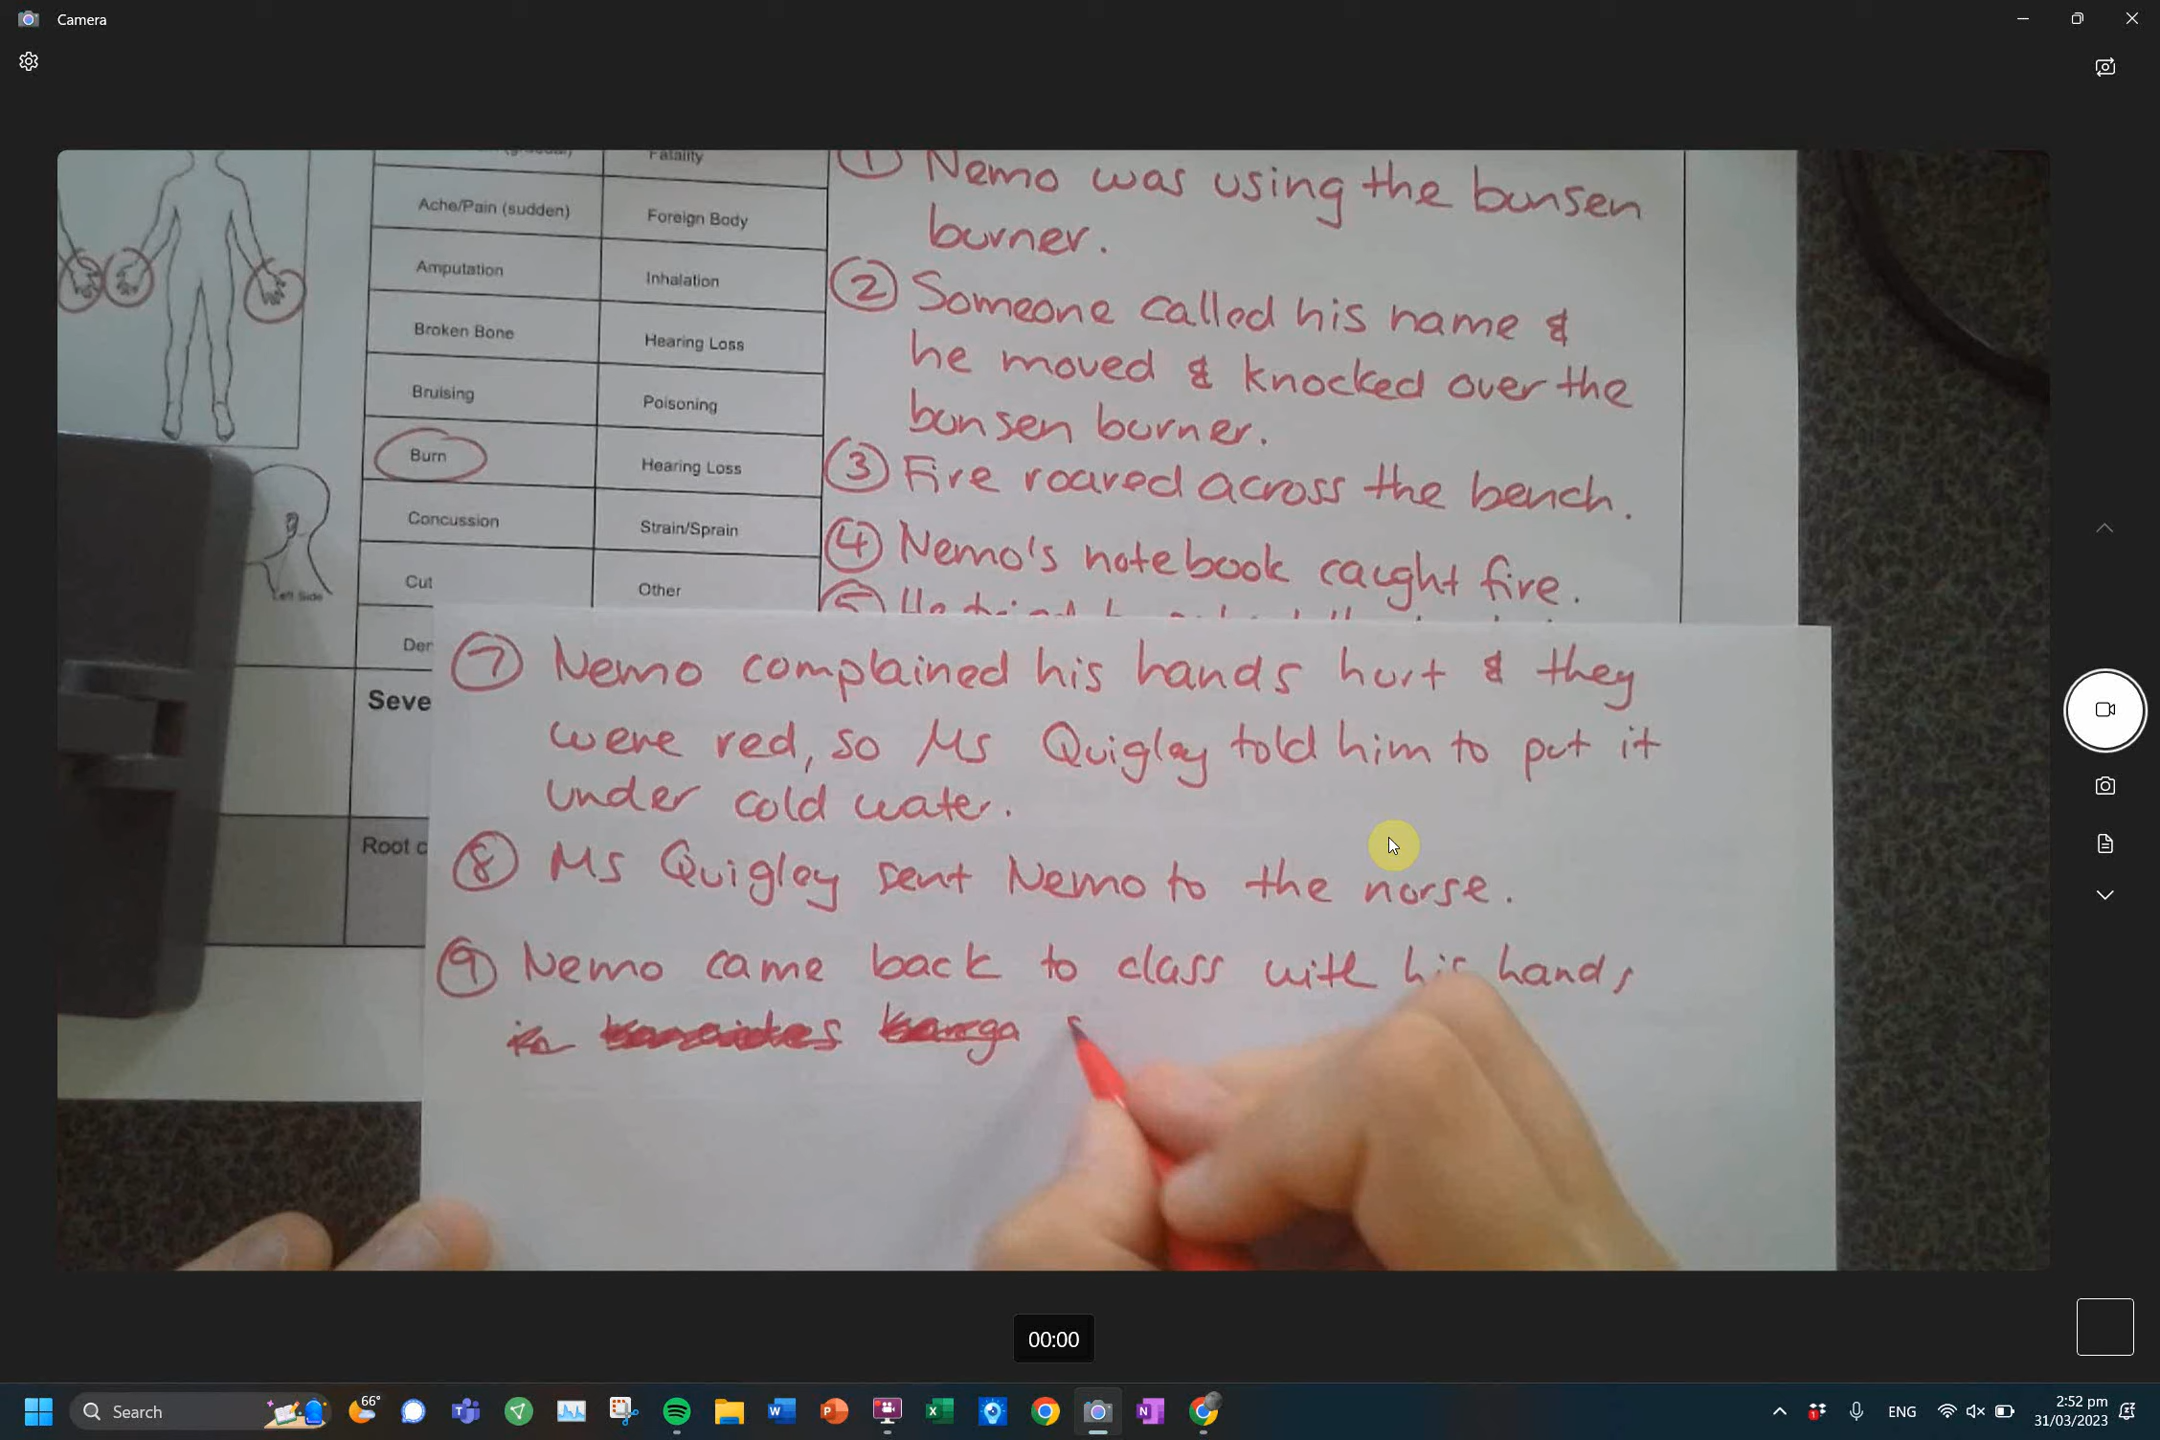 Camera
Fatality
Ache/Pain (sudden)
Foreign Body
Amputation
Inhalation
Broken Bone
Hearing Loss
Bruising
Poisoning
Burn
Hearing Loss
Concussion
Strain/Sprain
Cut
Other
Left Side
Der
Seve
Root c
① Nemo was using the bunsen
burner.
② Someone called his name &
he moved & knocked over the
bunsen burner.
③ Fire roared across the bench.
④ Nemo's notebook caught fire.
⑦ Nemo complained his hands hurt & they
were red, so Ms Quigley told him to put it
under cold water.
⑧ Ms Quigley sent Nemo to the nurse.
⑨ Nemo came back to class with his hands
00:00
Search
66°
ENG
2:52 pm
31/03/2023